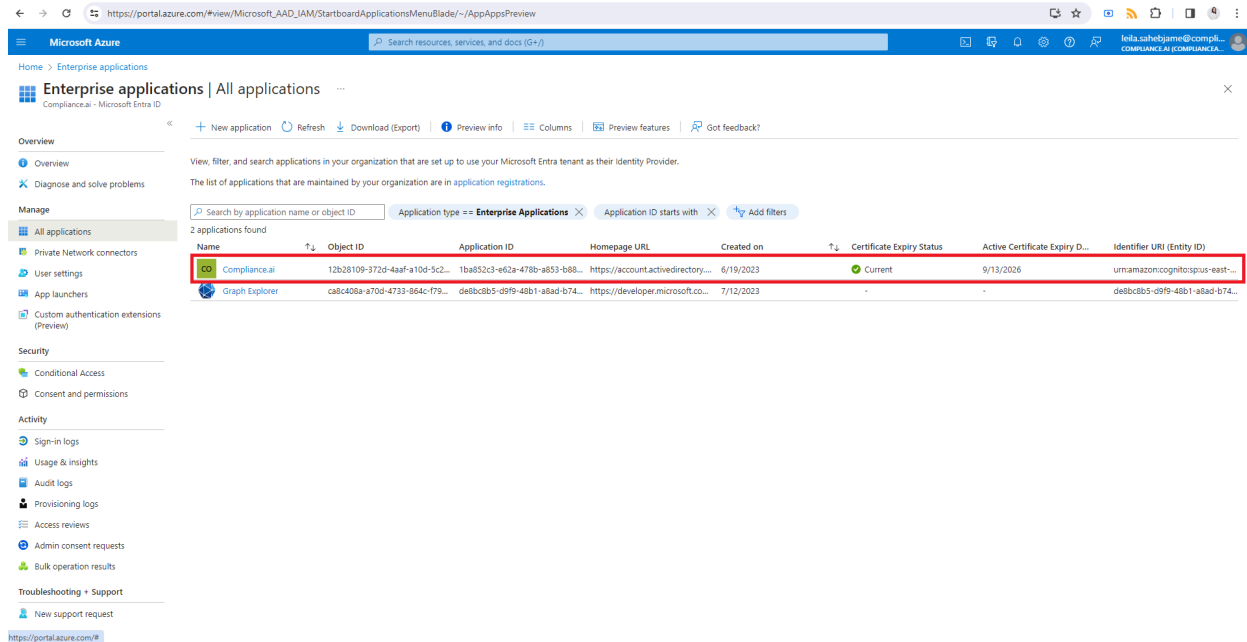 https://portal.azure.com/#view/Microsoft_AAD_IAM/StartboardApplicationsMenuBlade/~/AppAppsPreview
Microsoft Azure
Search resources, services, and docs (G+/)
leila.sahebjame@compli...
COMPLIANCE.AI (COMPLIANCEA...
Home > Enterprise applications
Enterprise applications | All applications ...
Compliance.ai - Microsoft Entra ID
New application Refresh Download (Export) Preview info Columns Preview features Got feedback?
Overview
Overview
Diagnose and solve problems
Manage
All applications
Private Network connectors
User settings
App launchers
Custom authentication extensions
(Preview)
Security
Conditional Access
Consent and permissions
Activity
Sign-in logs
Usage & insights
Audit logs
Provisioning logs
Access reviews
Admin consent requests
Bulk operation results
Troubleshooting + Support
New support request
https://portal.azure.com/#
View, filter, and search applications in your organization that are set up to use your Microsoft Entra tenant as their Identity Provider.
The list of applications that are maintained by your organization are in application registrations.
Search by application name or object ID Application type == Enterprise Applications Application ID starts with Add filters
2 applications found
Name Object ID Application ID Homepage URL Created on Certificate Expiry Status Active Certificate Expiry D... Identifier URI (Entity ID)
CO Compliance.ai 12b28109-372d-4aaf-a10d-5c2... 1ba852c3-e62a-478b-a853-b88... https://account.activedirectory.... 6/19/2023 Current 9/13/2026 urn:amazon:cognito:sp:us-east-...
Graph Explorer ca8c408a-a70d-4733-864c-f79... de8bc8b5-d9f9-48b1-a8ad-b74... https://developer.microsoft.co... 7/12/2023 - - de8bc8b5-d9f9-48b1-a8ad-b74...